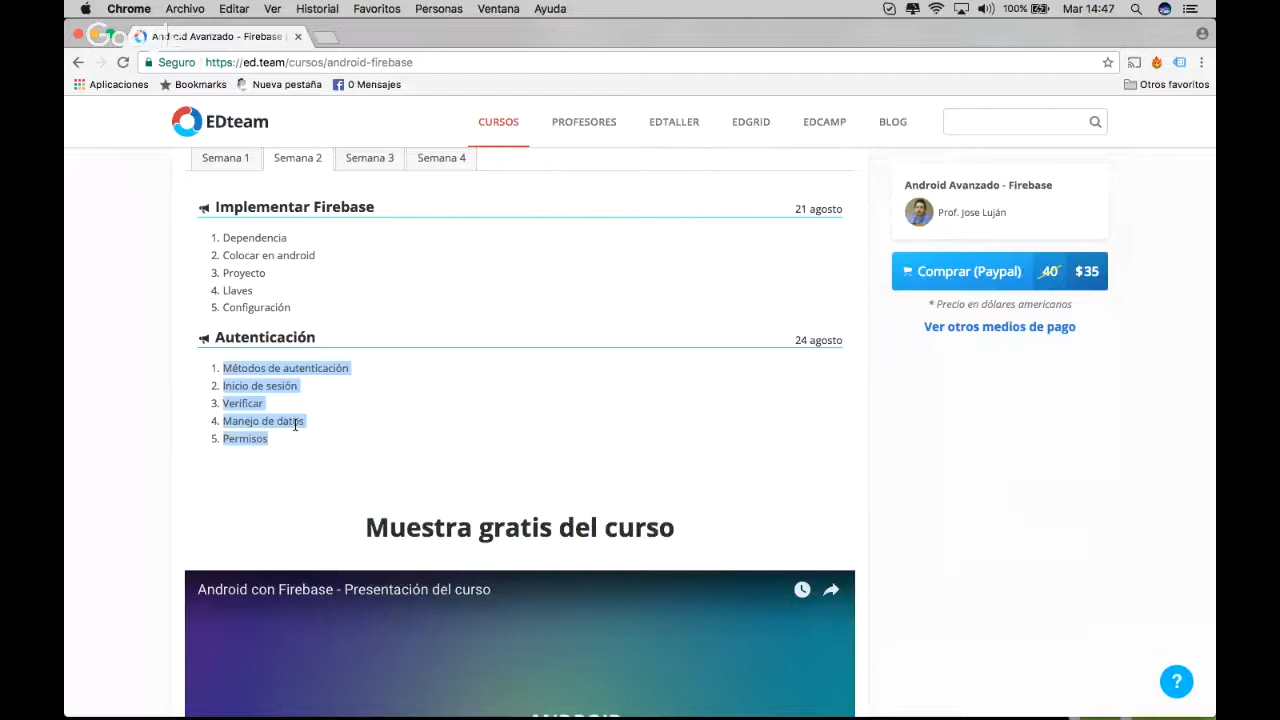 Chrome Archivo Editar Ver Historial Favoritos Personas Ventana Ayuda 100% Mar 14:47
Android Avanzado - Firebase
Seguro https://ed.team/cursos/android-firebase
Aplicaciones Bookmarks Nueva pestaña 0 Mensajes Otros favoritos
EDteam CURSOS PROFESORES EDTALLER EDGRID EDCAMP BLOG
Semana 1 Semana 2 Semana 3 Semana 4
Implementar Firebase 21 agosto
1. Dependencia
2. Colocar en android
3. Proyecto
4. Llaves
5. Configuración
Autenticación 24 agosto
1. Métodos de autenticación
2. Inicio de sesión
3. Verificar
4. Manejo de datos
5. Permisos
Muestra gratis del curso
Android con Firebase - Presentación del curso
Android Avanzado - Firebase
Prof. Jose Luján
Comprar (Paypal) 40 $35
* Precio en dólares americanos
Ver otros medios de pago
?